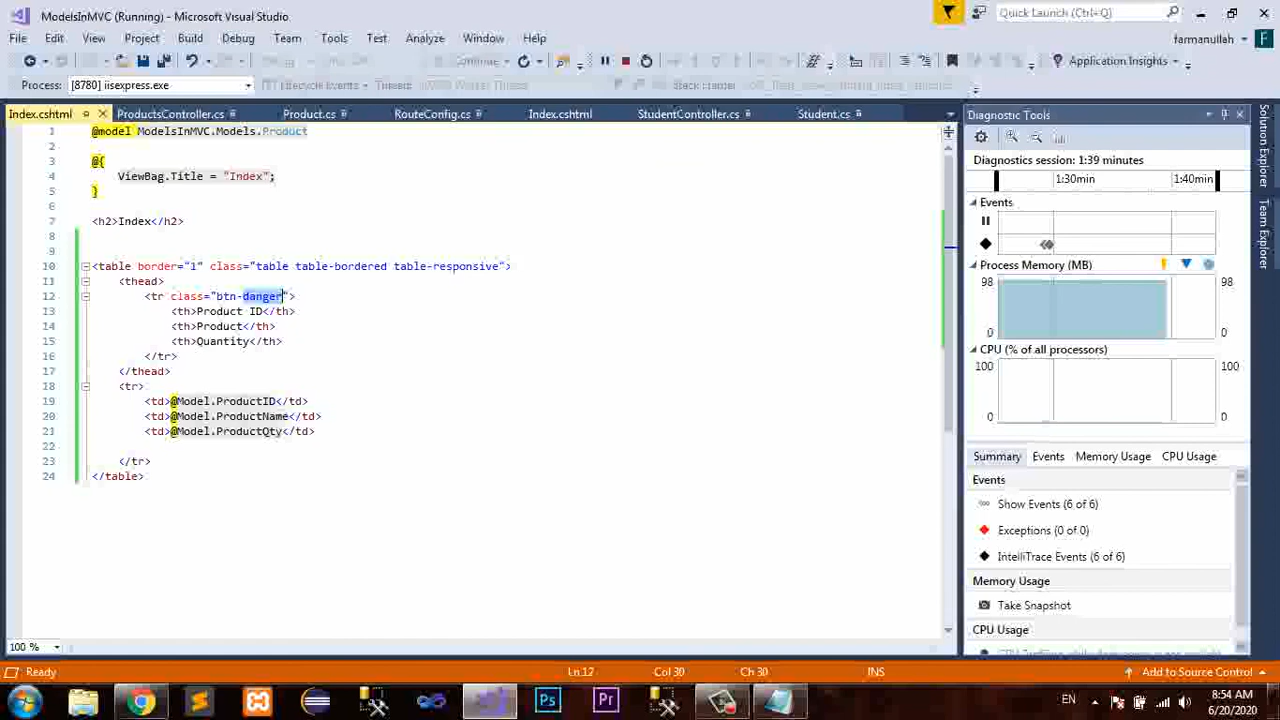 ModelsInMVC (Running) - Microsoft Visual Studio
Quick Launch (Ctrl+Q)
File Edit View Project Build Debug Team Tools Test Analyze Window Help
farmanullah
F
Continue
Application Insights
Process: [8780] iisexpress.exe
Lifecycle Events
Stack Frame:
Index.cshtml
ProductsController.cs
Product.cs
RouteConfig.cs
Index.cshtml
StudentController.cs
Student.cs
Diagnostic Tools
Solution Explorer
Team Explorer
1 @model ModelsInMVC.Models.Product
2
3 @{
4 ViewBag.Title = "Index";
5 }
6
7 <h2>Index</h2>
8
9
10 <table border="1" class="table table-bordered table-responsive">
11 <thead>
12 <tr class="btn-danger">
13 <th>Product ID</th>
14 <th>Product</th>
15 <th>Quantity</th>
16 </tr>
17 </thead>
18 <tr>
19 <td>@Model.ProductID</td>
20 <td>@Model.ProductName</td>
21 <td>@Model.ProductQty</td>
22
23 </tr>
24 </table>
Diagnostics session: 1:39 minutes
1:30min 1:40min
Events
Process Memory (MB)
98 98
0 0
CPU (% of all processors)
100 100
0 0
Summary Events Memory Usage CPU Usage
Events
Show Events (6 of 6)
Exceptions (0 of 0)
IntelliTrace Events (6 of 6)
Memory Usage
Take Snapshot
CPU Usage
100 %
Ready
Ln 12
Col 30
Ch 30
INS
Add to Source Control
Ps
Pr
EN
8:54 AM
6/20/2020